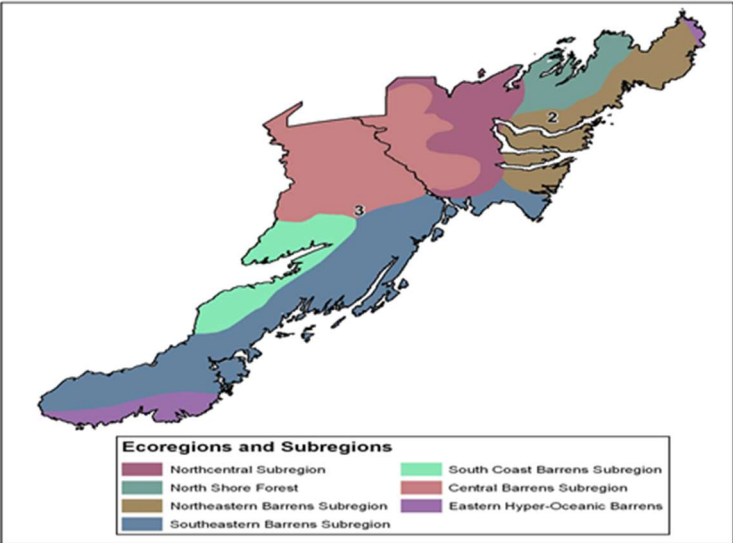 2
3
Ecoregions and Subregions
Northcentral Subregion
North Shore Forest
Northeastern Barrens Subregion
Southeastern Barrens Subregion
South Coast Barrens Subregion
Central Barrens Subregion
Eastern Hyper-Oceanic Barrens